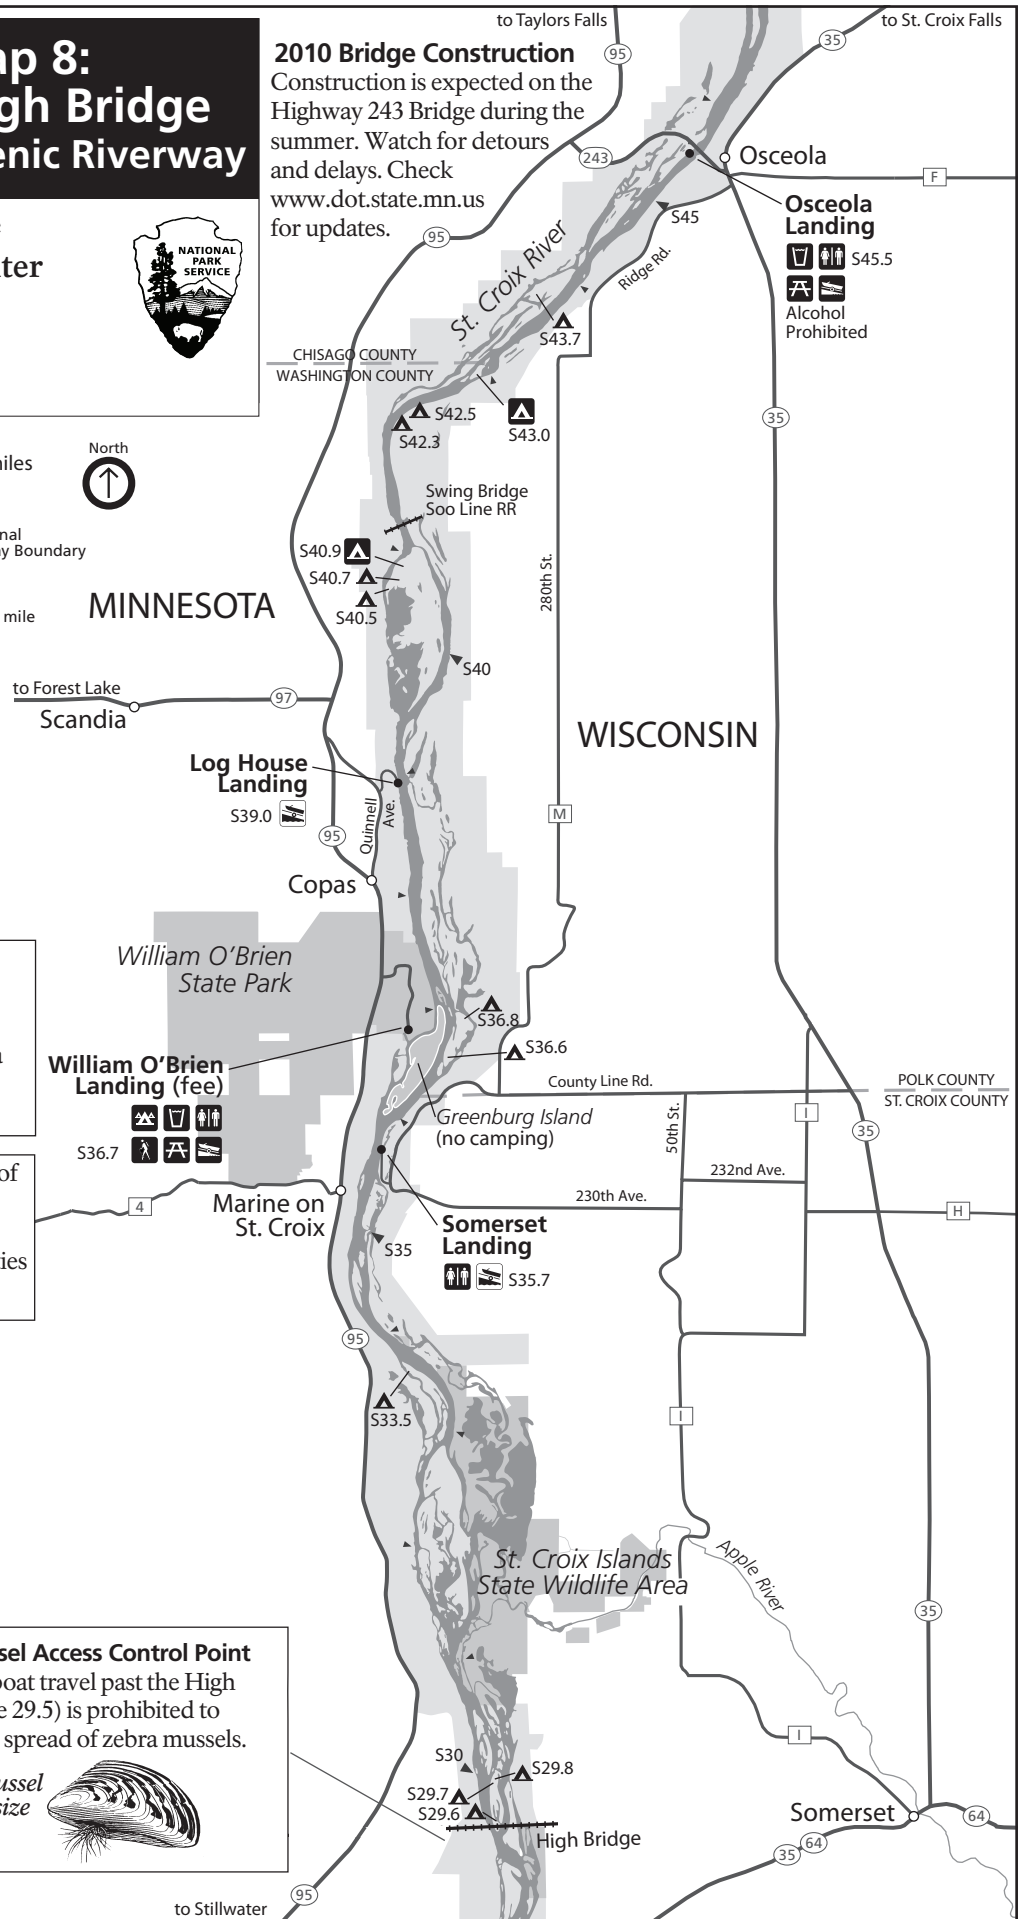 ap 8:
gh Bridge
enic Riverway
ter
NATIONAL
PARK
SERVICE
2010 Bridge Construction
Construction is expected on the
Highway 243 Bridge during the
summer. Watch for detours
and delays. Check
www.dot.state.mn.us
for updates.
to Taylors Falls
95
to St. Croix Falls
35
243
Osceola
F
Osceola
Landing
S45.5
Alcohol
Prohibited
S45
95
Ridge Rd.
St. Croix River
S43.7
CHISAGO COUNTY
WASHINGTON COUNTY
S42.5
S42.3
S43.0
35
North
niles
nal
ay Boundary
mile
Swing Bridge
Soo Line RR
S40.9
S40.7
S40.5
280th St.
MINNESOTA
S40
to Forest Lake
97
Scandia
WISCONSIN
Log House
Landing
S39.0
Quinnell
Ave.
95
M
Copas
William O'Brien
State Park
S36.8
S36.6
William O'Brien
Landing (fee)
S36.7
County Line Rd.
POLK COUNTY
ST. CROIX COUNTY
Greenburg Island
(no camping)
50th St.
I
35
232nd Ave.
230th Ave.
H
of
ties
4
Marine on
St. Croix
S35
Somerset
Landing
S35.7
95
S33.5
I
St. Croix Islands
State Wildlife Area
Apple River
35
sel Access Control Point
boat travel past the High
e 29.5) is prohibited to
spread of zebra mussels.
ussel
size
S30
S29.8
S29.7
S29.6
High Bridge
I
Somerset
64
64
35
95
to Stillwater